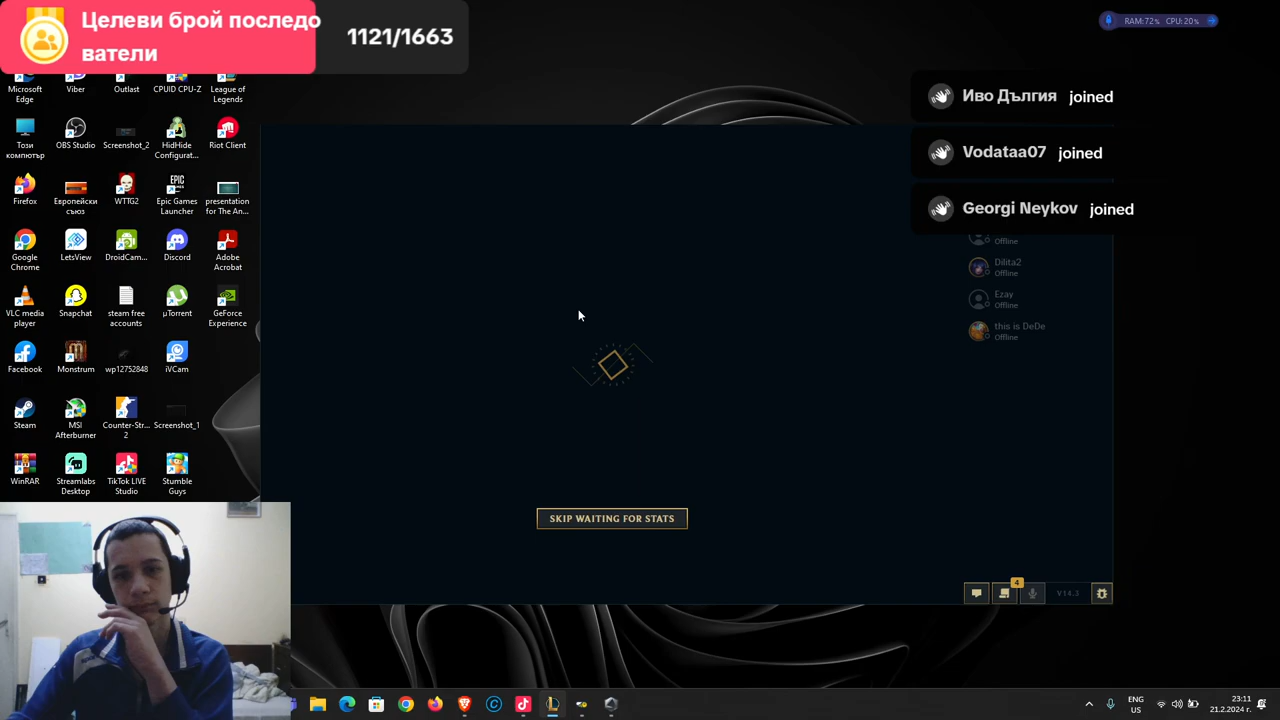 Целеви брой последо
ватели
1121/1663
RAM:72% CPU:20%
Иво Дългия joined
Vodataa07 joined
Georgi Neykov joined
Microsoft
Edge
Viber
Outlast
CPUID CPU-Z
League of
Legends
Този
компютър
OBS Studio
Screenshot_2
HidHide
Configurat...
Riot Client
Firefox
Европейски
съюз
WTTG2
Epic Games
Launcher
presentation
for The An...
Google
Chrome
LetsView
DroidCam...
Discord
Adobe
Acrobat
VLC media
player
Snapchat
steam free
accounts
µTorrent
GeForce
Experience
Facebook
Monstrum
wp12752848
iVCam
Steam
MSI
Afterburner
Counter-Str...
2
Screenshot_1
WinRAR
Streamlabs
Desktop
TikTok LIVE
Studio
Stumble
Guys
Offline
Dilita2
Offline
Ezay
Offline
this is DeDe
Offline
SKIP WAITING FOR STATS
4
V14.3
ENG
УС
23:11
21.2.2024 г.